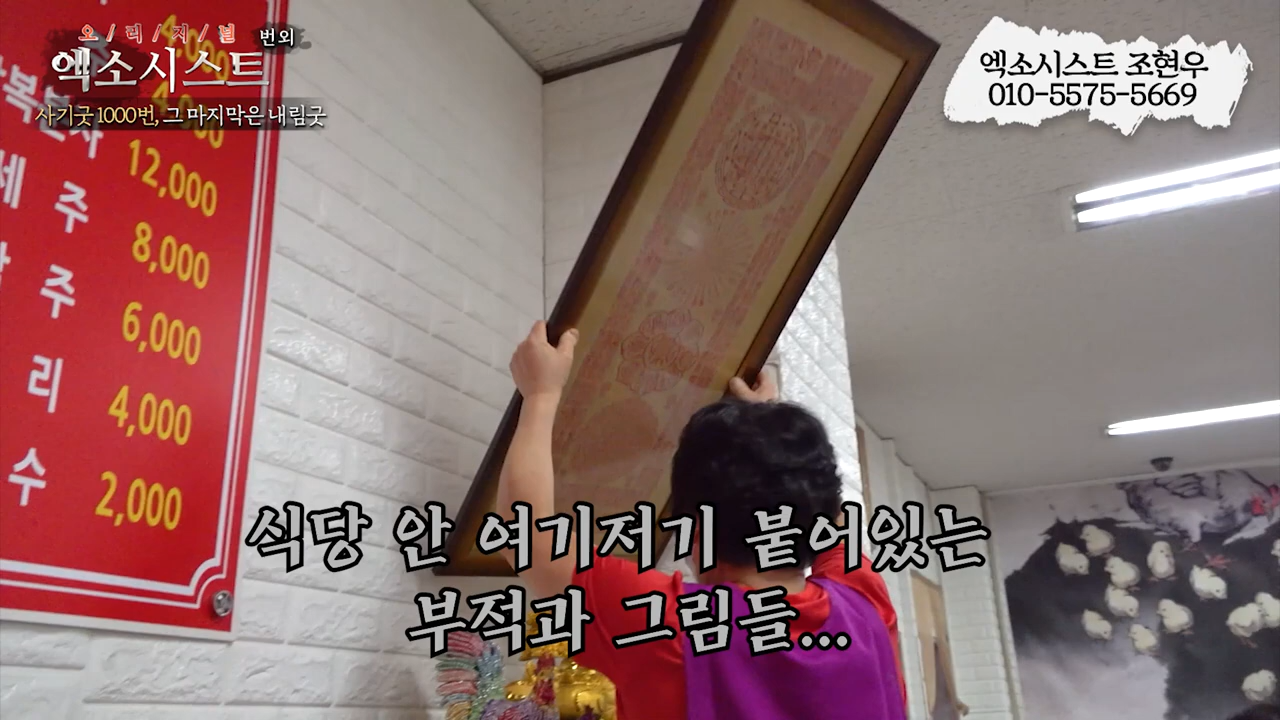 오/리/지/널 번외
엑소시스트
사기굿 1000번, 그 마지막은 내림굿
엑소시스트 조현우
010-5575-5669
12,000
세 주 8,000
주 6,000
리 4,000
수 2,000
식당 안 여기저기 붙어있는
부적과 그림들...